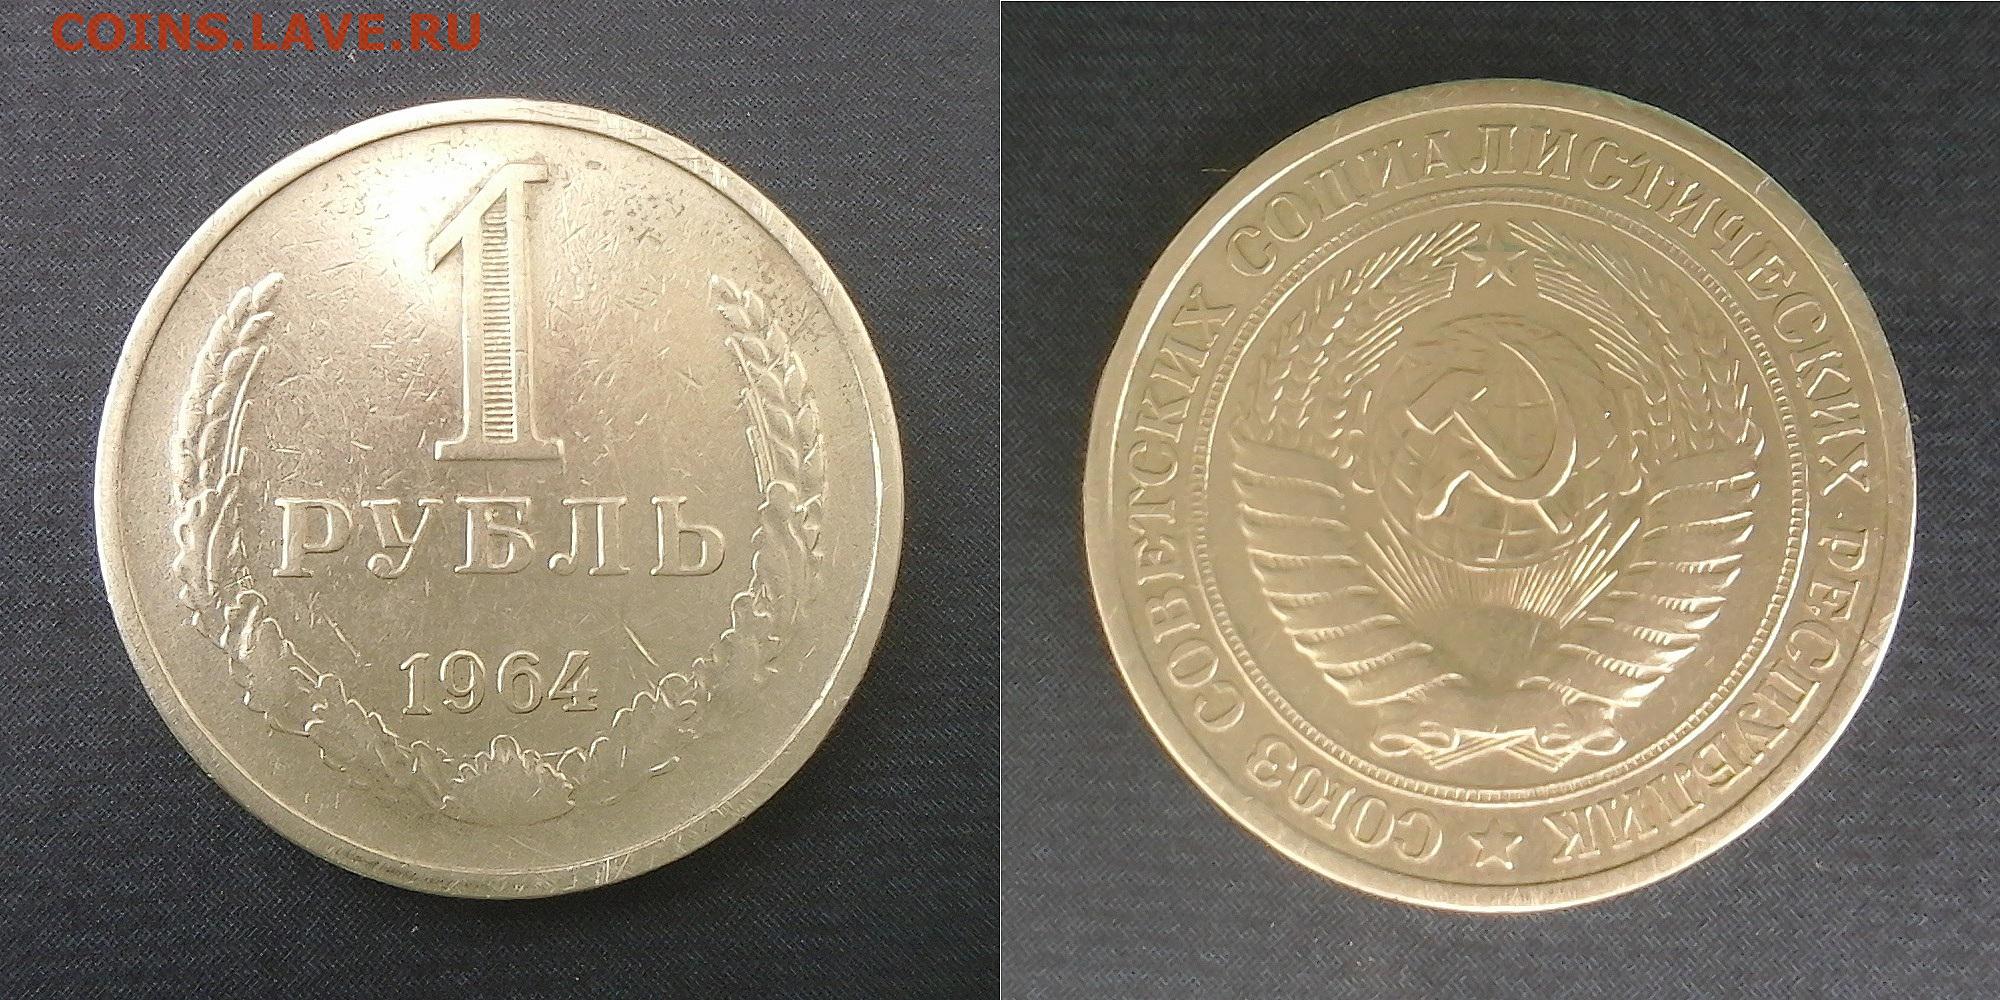 COINS.LAVE.RU
1
РУБЛЬ
1964
СОЮЗ СОВЕТСКИХ СОЦИАЛИСТИЧЕСКИХ РЕСПУБЛИК